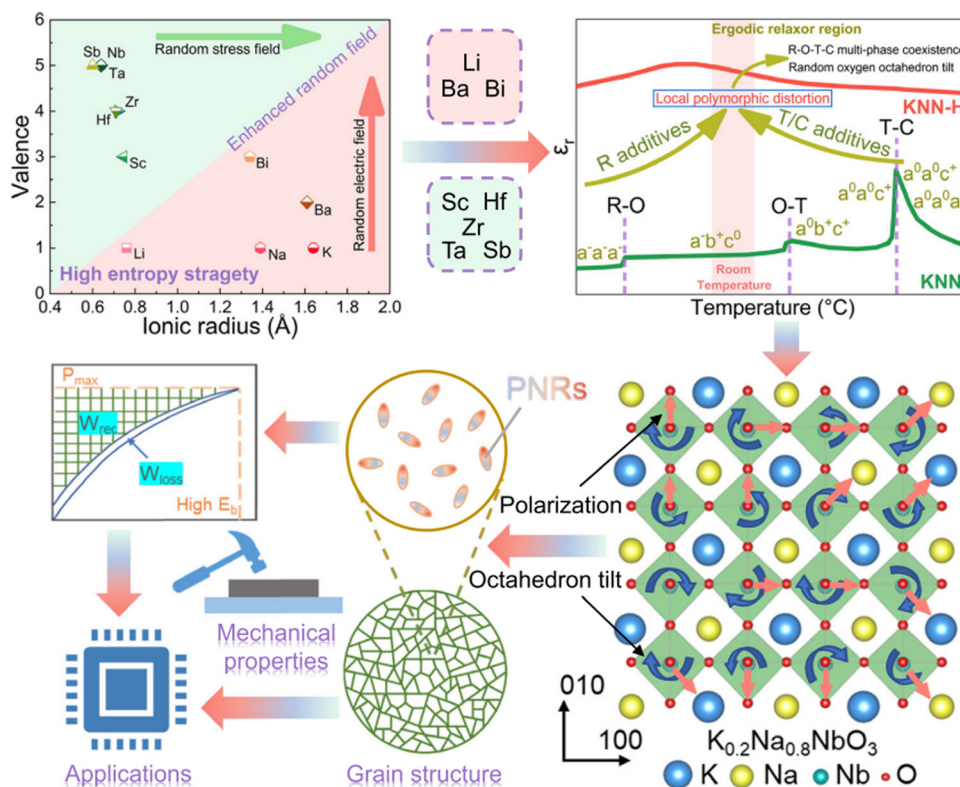 Valence
6
5
4
3
2
1
0
Sb Nb
Ta
Zr
Hf
Sc
Bi
Ba
Li
Na
K
Random stress field
Enhanced random field
Random electric field
High entropy stragety
0.4 0.6 0.8 1.0 1.2 1.4 1.6 1.8 2.0
Ionic radius (Å)
Li
Ba Bi
Sc Hf
Zr
Ta Sb
Ergodic relaxor region
R-O-T-C multi-phase coexistence
Random oxygen octahedron tilt
KNN-H
Local polymorphic distortion
εr
R additives
T/C additives
T-C
a⁰a⁰c⁺
a⁰a⁰c⁺
a⁰a⁰a
R-O
O-T
a⁰b⁺c⁺
a⁻b⁺c⁰
a⁻a⁻a⁻
Room
Temperature
KNN
Temperature (°C)
Pmax
Wrec
Wloss
High Eb
PNRs
Polarization
Octahedron tilt
Mechanical
properties
Applications
Grain structure
010
100
K0.2Na0.8NbO3
K Na Nb O